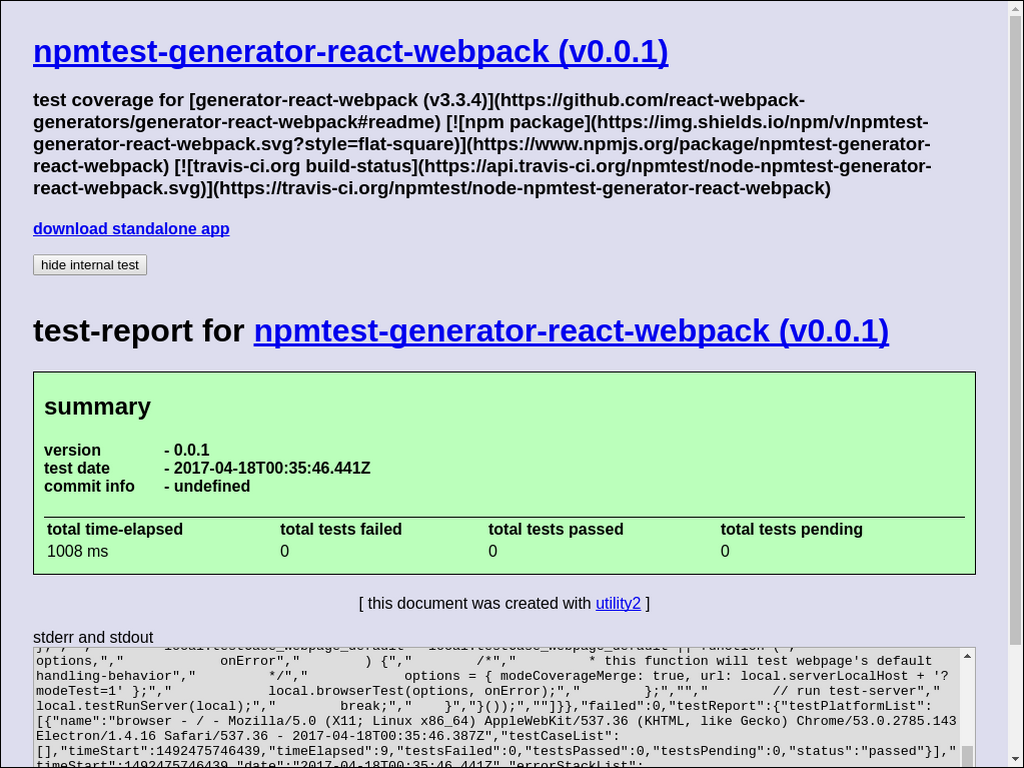 npmtest-generator-react-webpack (v0.0.1)
test coverage for [generator-react-webpack (v3.3.4)](https://github.com/react-webpack-
generators/generator-react-webpack#readme) [![npm package](https://img.shields.io/npm/v/npmtest-
generator-react-webpack.svg?style=flat-square)](https://www.npmjs.org/package/npmtest-generator-
react-webpack) [![travis-ci.org build-status](https://api.travis-ci.org/npmtest/node-npmtest-generator-
react-webpack.svg)](https://travis-ci.org/npmtest/node-npmtest-generator-react-webpack)
download standalone app
hide internal test
test-report for npmtest-generator-react-webpack (v0.0.1)
summary
version - 0.0.1
test date - 2017-04-18T00:35:46.441Z
commit info - undefined
total time-elapsed total tests failed total tests passed total tests pending
1008 ms 0 0 0
[ this document was created with utility2 ]
stderr and stdout
};","," local.testCase_webpage_default = local.testCase_webpage_default || function (","
options,"," onError"," ) {"," /*"," * this function will test webpage's default
handling-behavior"," */"," options = { modeCoverageMerge: true, url: local.serverLocalHost + '?
modeTest=1' };"," local.browserTest(options, onError);"," };",""," // run test-server","
local.testRunServer(local);"," break;"," }","}());",""]}},"failed":0,"testReport":{"testPlatformList":
[{"name":"browser - / - Mozilla/5.0 (X11; Linux x86_64) AppleWebKit/537.36 (KHTML, like Gecko) Chrome/53.0.2785.143
Electron/1.4.16 Safari/537.36 - 2017-04-18T00:35:46.387Z","testCaseList":
[],"timeStart":1492475746439,"timeElapsed":9,"testsFailed":0,"testsPassed":0,"testsPending":0,"status":"passed"}],"
timeStart":1492475746439,"date":"2017-04-18T00:35:46.441Z","errorStackList":